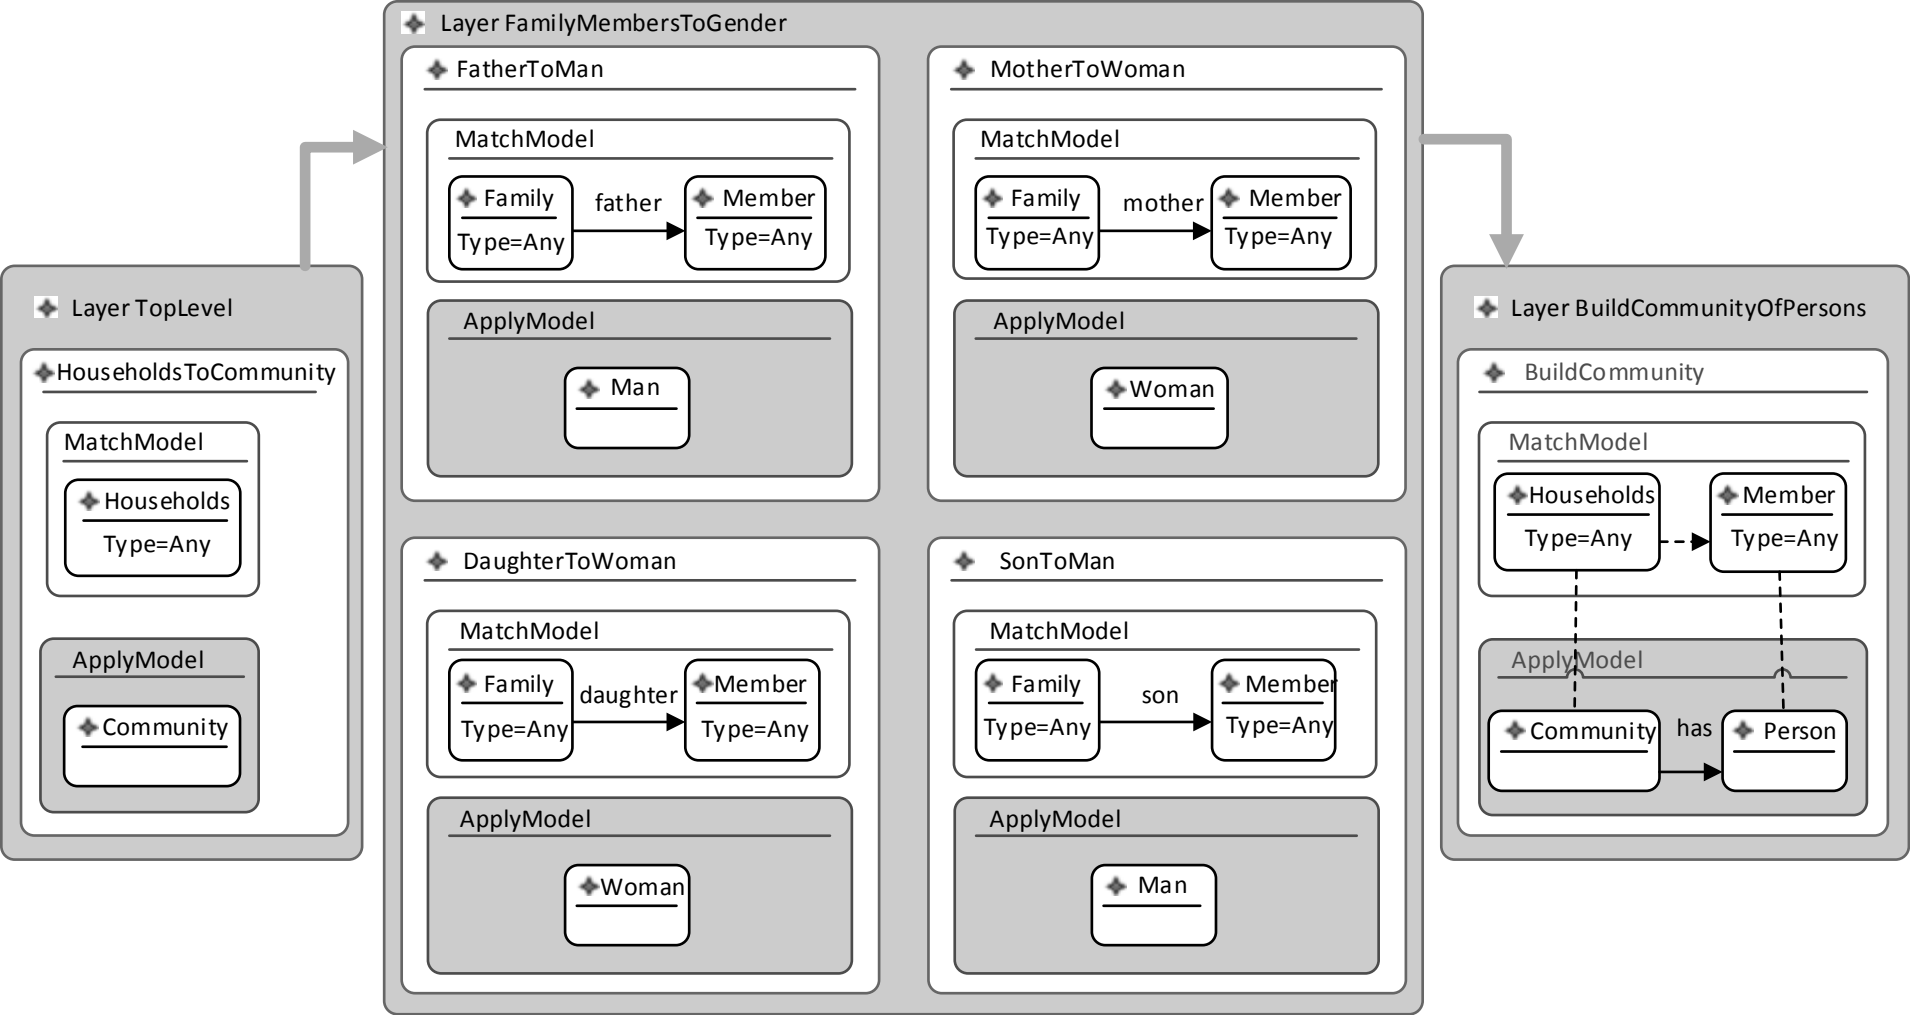 Layer TopLevel
HouseholdsToCommunity
MatchModel
Households
Type=Any
ApplyModel
Community
Layer FamilyMembersToGender
FatherToMan
MatchModel
Family
Type=Any
father
Member
Type=Any
ApplyModel
Man
MotherToWoman
MatchModel
Family
Type=Any
mother
Member
Type=Any
ApplyModel
Woman
DaughterToWoman
MatchModel
Family
Type=Any
daughter
Member
Type=Any
ApplyModel
Woman
SonToMan
MatchModel
Family
Type=Any
son
Member
Type=Any
ApplyModel
Man
Layer BuildCommunityOfPersons
BuildCommunity
MatchModel
Households
Type=Any
Member
Type=Any
ApplyModel
Community
has
Person